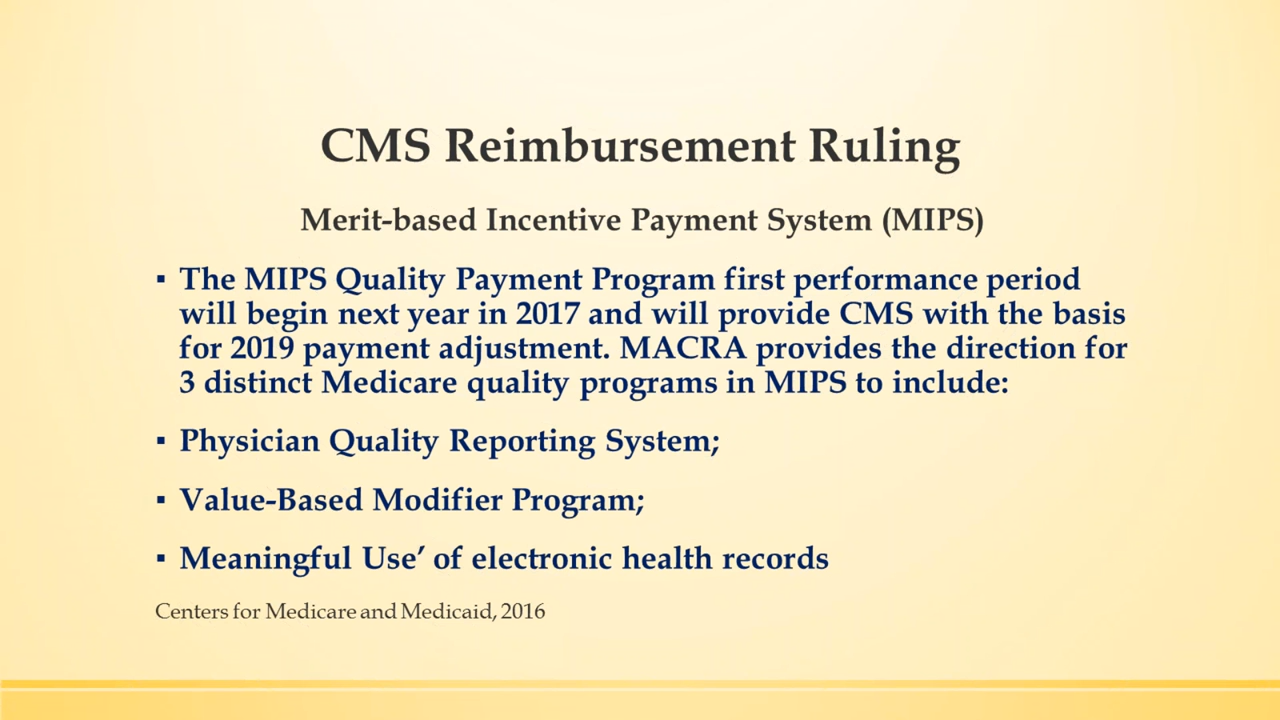 CMS Reimbursement Ruling
Merit-based Incentive Payment System (MIPS)
▪ The MIPS Quality Payment Program first performance period
will begin next year in 2017 and will provide CMS with the basis
for 2019 payment adjustment. MACRA provides the direction for
3 distinct Medicare quality programs in MIPS to include:
▪ Physician Quality Reporting System;
▪ Value-Based Modifier Program;
▪ Meaningful Use’ of electronic health records
Centers for Medicare and Medicaid, 2016